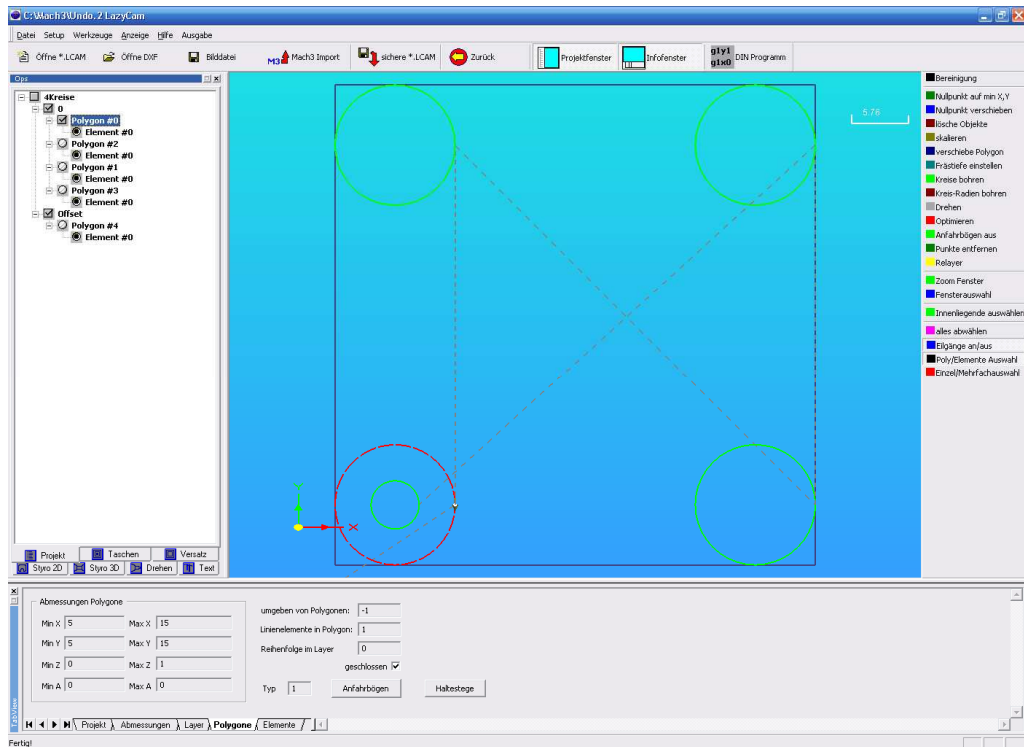 C:\Mach3\Undo.2 LazyCam
Datei Setup Werkzeuge Anzeige Hilfe Ausgabe
Öffne *.LCAM Öffne DXF Bilddatei M3 Mach3 Import sichere *.LCAM Zurück Projektfenster Infofenster g1y1 g1x0 DIN Programm
Ops
4Kreise
0
Polygon #0
Element #0
Polygon #2
Element #0
Polygon #1
Element #0
Polygon #3
Element #0
Offset
Polygon #4
Element #0
5.76
Y
X
Bereinigung
Nullpunkt auf min X,Y
Nullpunkt verschieben
lösche Objekte
skalieren
verschiebe Polygon
Frästiefe einstellen
Kreise bohren
Kreis-Radien bohren
Drehen
Optimieren
Anfahrbögen aus
Punkte entfernen
Relayer
Zoom Fenster
Fensterauswahl
Innenliegende auswählen
alles abwählen
Eilgänge an/aus
Poly/Elemente Auswahl
Einzel/Mehrfachauswahl
Projekt Taschen Versatz
Styro 2D Styro 3D Drehen Text
Abmessungen Polygone
Min X 5 Max X 15
Min Y 5 Max Y 15
Min Z 0 Max Z 1
Min A 0 Max A 0
umgeben von Polygonen: -1
Linienelemente in Polygon: 1
Reihenfolge im Layer 0
geschlossen
Typ 1 Anfahrbögen Haltestege
Tab View
Projekt Abmessungen Layer Polygone Elemente
Fertig!